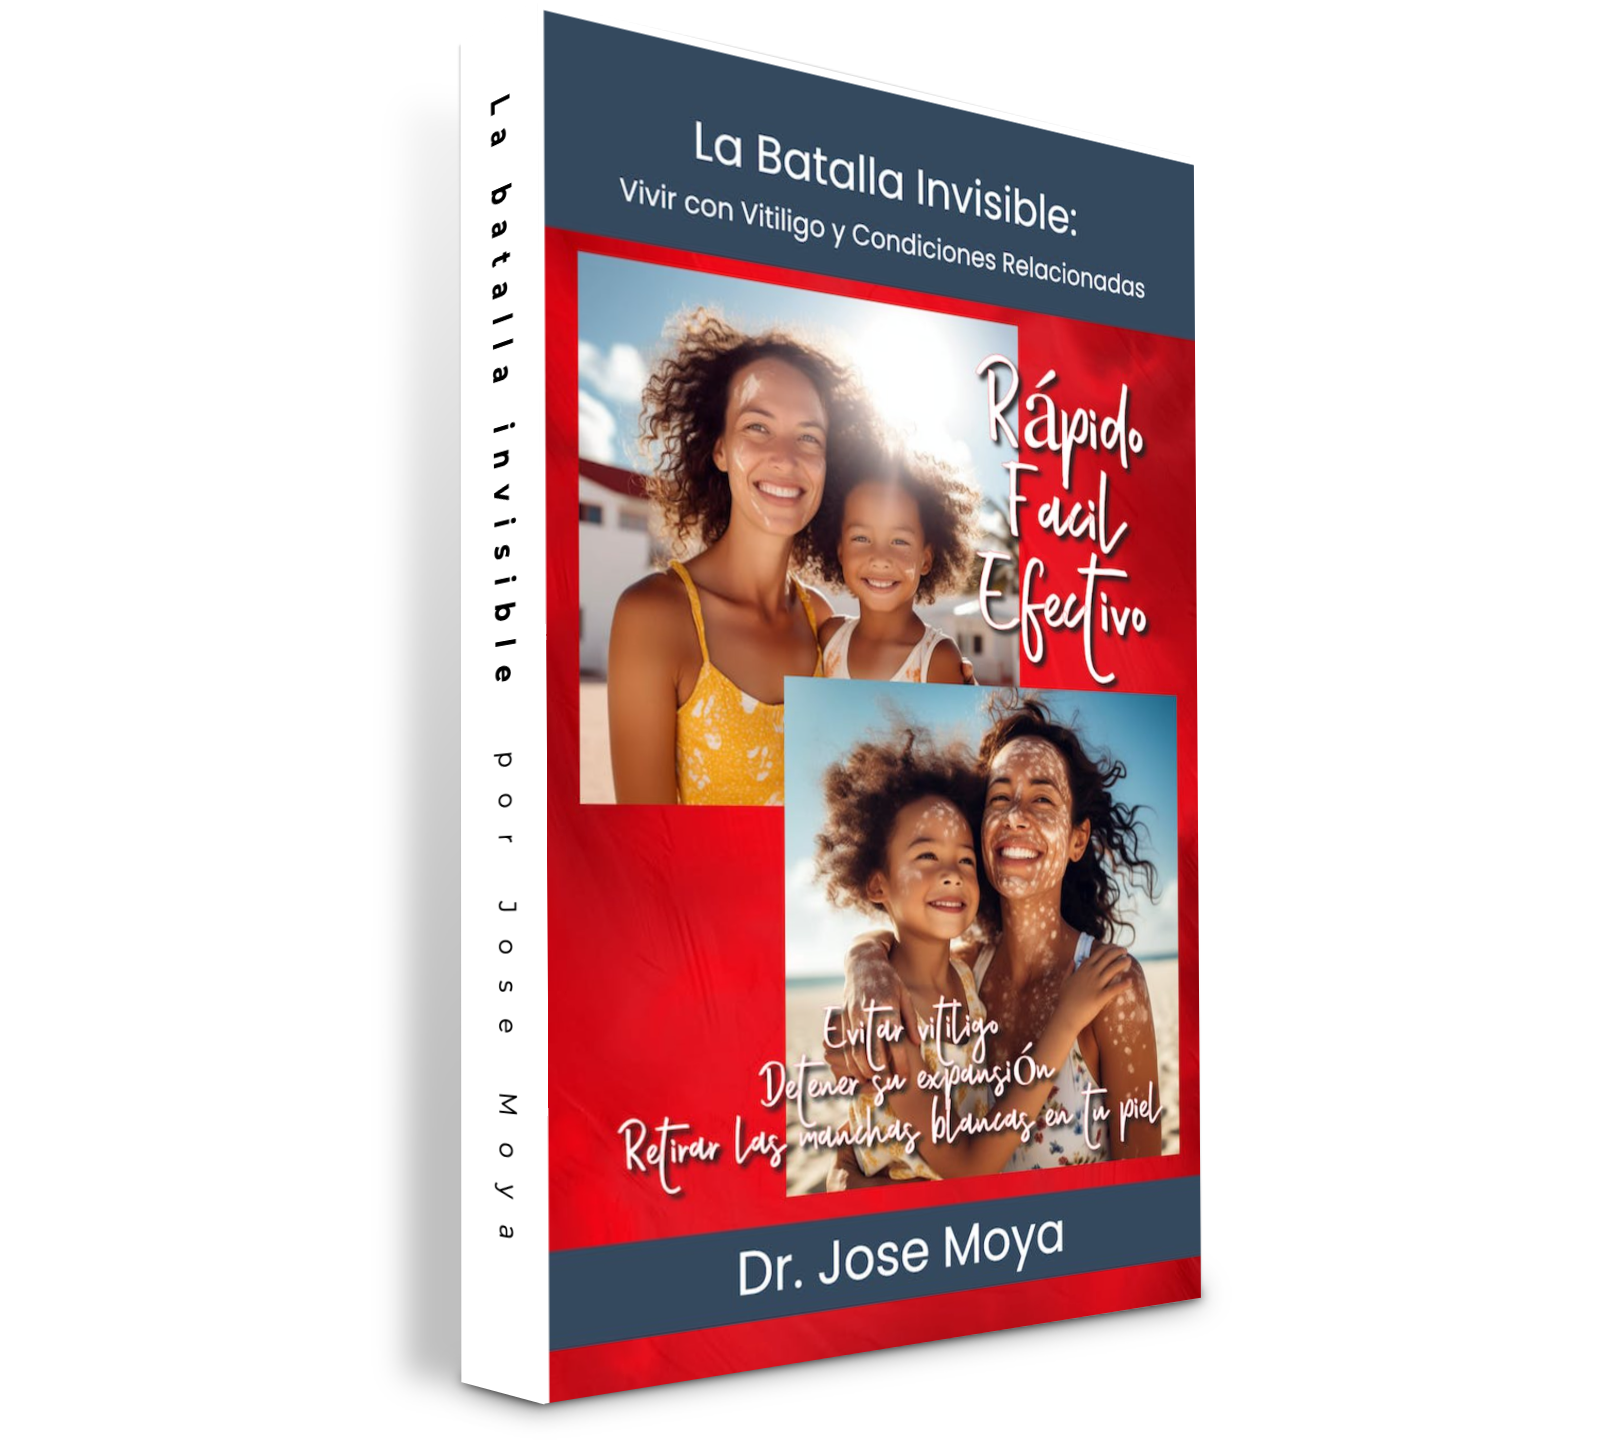 La batalla invisible por Jose Moya
La Batalla Invisible:
Vivir con Vitiligo y Condiciones Relacionadas
Rápido
Facil
Efectivo
Evitar vitiligo
Detener su expansiÓn
Retirar las manchas blancas en tu piel
Dr. Jose Moya